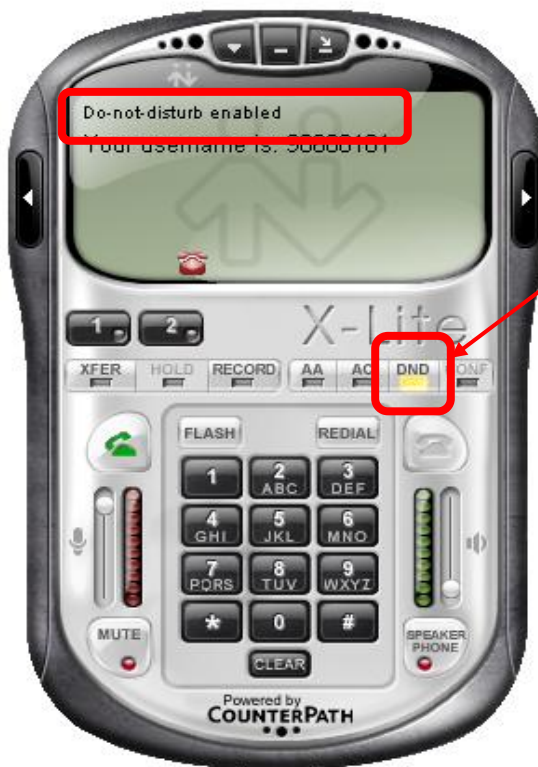 Do-not-disturb enabled
Your username is:
1 2
X-Lite
XFER HOLD RECORD AA AC DND CONF
FLASH REDIAL
1 2 3
ABC DEF
4 5 6
GHI JKL MNO
7 8 9
PQRS TUV WXYZ
* 0 #
MUTE SPEAKER
PHONE
CLEAR
Powered by
COUNTERPATH